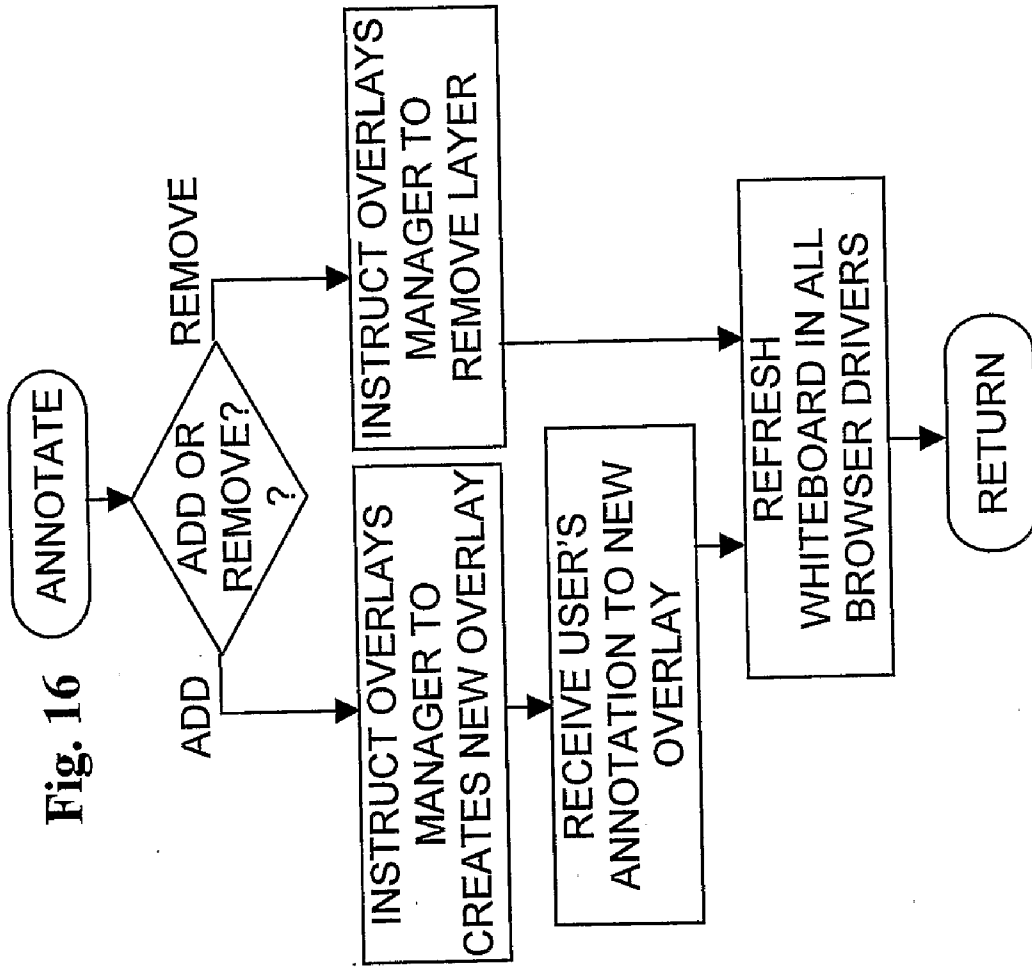 Fig. 16
ANNOTATE
ADD OR
REMOVE?
?
ADD
REMOVE
INSTRUCT OVERLAYS
MANAGER TO
CREATES NEW OVERLAY
INSTRUCT OVERLAYS
MANAGER TO
REMOVE LAYER
RECEIVE USER'S
ANNOTATION TO NEW
OVERLAY
REFRESH
WHITEBOARD IN ALL
BROWSER DRIVERS
RETURN